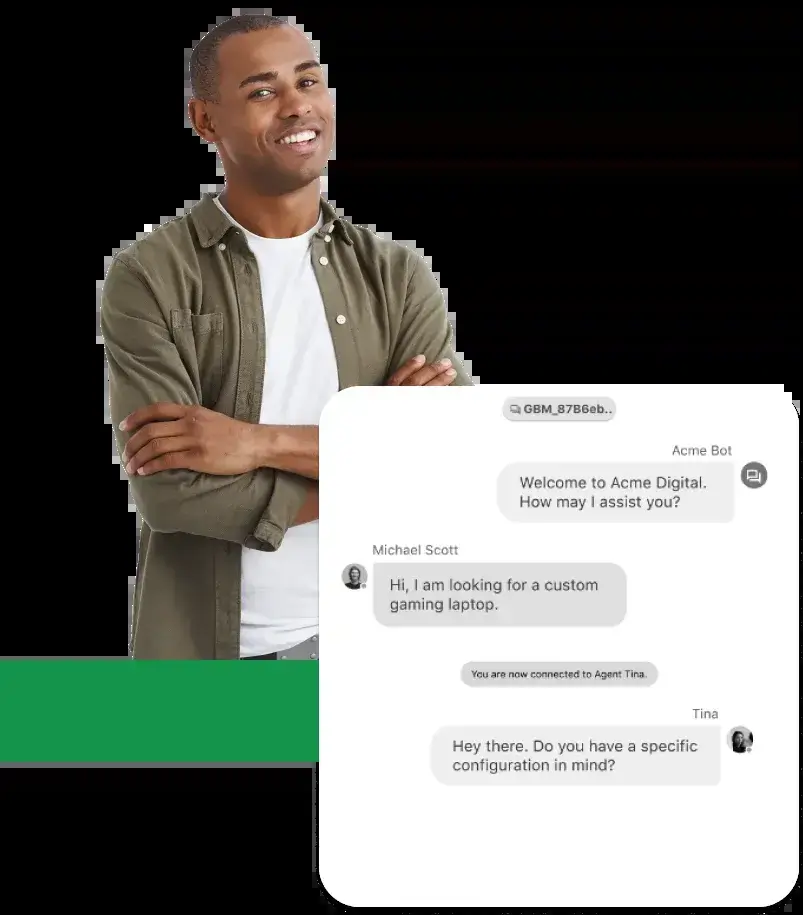 GBM_87B6eb..
Acme Bot
Welcome to Acme Digital.
How may I assist you?
Michael Scott
Hi, I am looking for a custom
gaming laptop.
You are now connected to Agent Tina.
Tina
Hey there. Do you have a specific
configuration in mind?